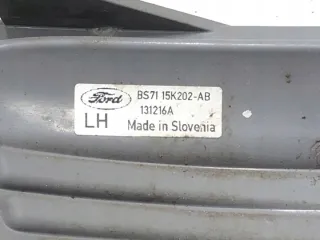 Ford BS71 15K202-AB
131216A
LH Made in Slovenia